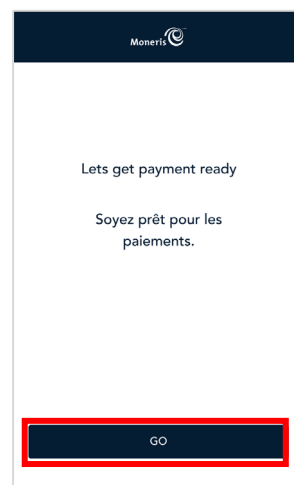 Moneris
Lets get payment ready
Soyez prêt pour les
paiements.
GO